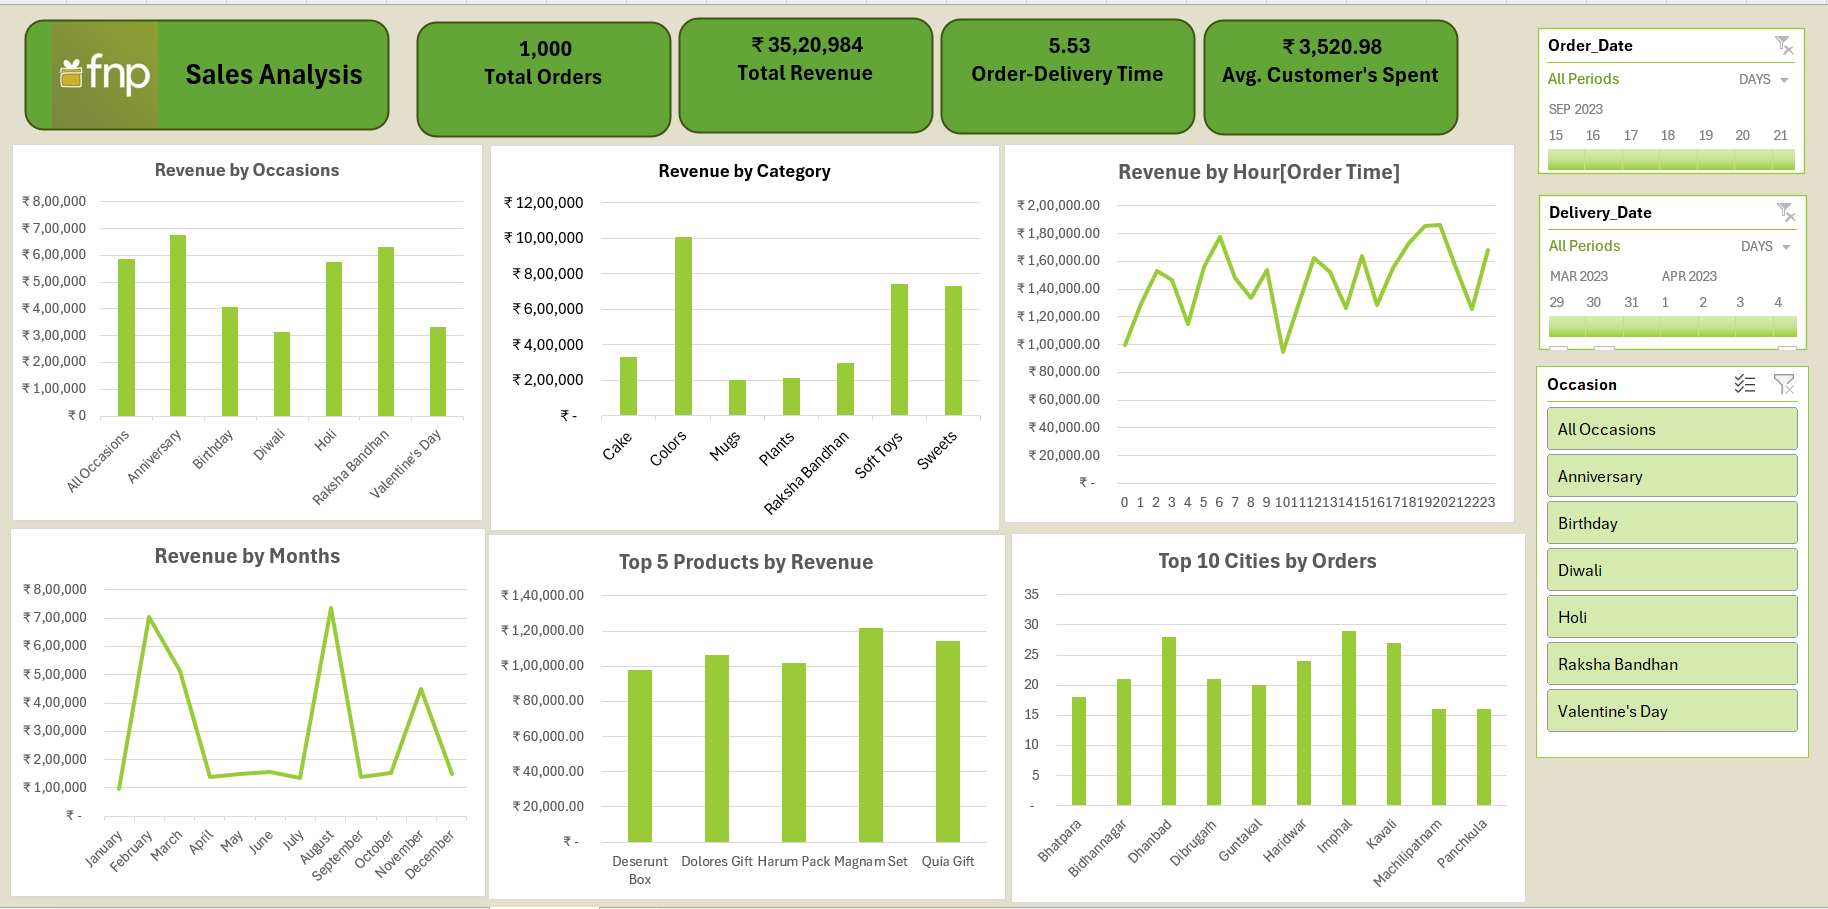 fnp
Sales Analysis
1,000
Total Orders
₹ 35,20,984
Total Revenue
5.53
Order-Delivery Time
₹ 3,520.98
Avg. Customer's Spent
Order_Date
All Periods
DAYS
SEP 2023
15 16 17 18 19 20 21
Delivery_Date
All Periods
DAYS
MAR 2023 APR 2023
29 30 31 1 2 3 4
Occasion
All Occasions
Anniversary
Birthday
Diwali
Holi
Raksha Bandhan
Valentine's Day
Revenue by Occasions
₹ 8,00,000
₹ 7,00,000
₹ 6,00,000
₹ 5,00,000
₹ 4,00,000
₹ 3,00,000
₹ 2,00,000
₹ 1,00,000
₹ 0
All Occasions
Anniversary
Birthday
Diwali
Holi
Raksha Bandhan
Valentine's Day
Revenue by Category
₹ 12,00,000
₹ 10,00,000
₹ 8,00,000
₹ 6,00,000
₹ 4,00,000
₹ 2,00,000
₹ -
Cake
Colors
Mugs
Plants
Raksha Bandhan
Soft Toys
Sweets
Revenue by Hour[Order Time]
₹ 2,00,000.00
₹ 1,80,000.00
₹ 1,60,000.00
₹ 1,40,000.00
₹ 1,20,000.00
₹ 1,00,000.00
₹ 80,000.00
₹ 60,000.00
₹ 40,000.00
₹ 20,000.00
₹ -
0 1 2 3 4 5 6 7 8 9 10 11 12 13 14 15 16 17 18 19 20 21 22 23
Revenue by Months
₹ 8,00,000
₹ 7,00,000
₹ 6,00,000
₹ 5,00,000
₹ 4,00,000
₹ 3,00,000
₹ 2,00,000
₹ 1,00,000
₹ -
January
February
March
April
May
June
July
August
September
October
November
December
Top 5 Products by Revenue
₹ 1,40,000.00
₹ 1,20,000.00
₹ 1,00,000.00
₹ 80,000.00
₹ 60,000.00
₹ 40,000.00
₹ 20,000.00
₹ -
Deserunt Dolores Gift Harum Pack Magnam Set Quia Gift
Box
Top 10 Cities by Orders
35
30
25
20
15
10
5
-
Bhatpara
Bidhannagar
Dhanbad
Dibrugarh
Guntakal
Haridwar
Imphal
Kavali
Machilipatnam
Panchkula